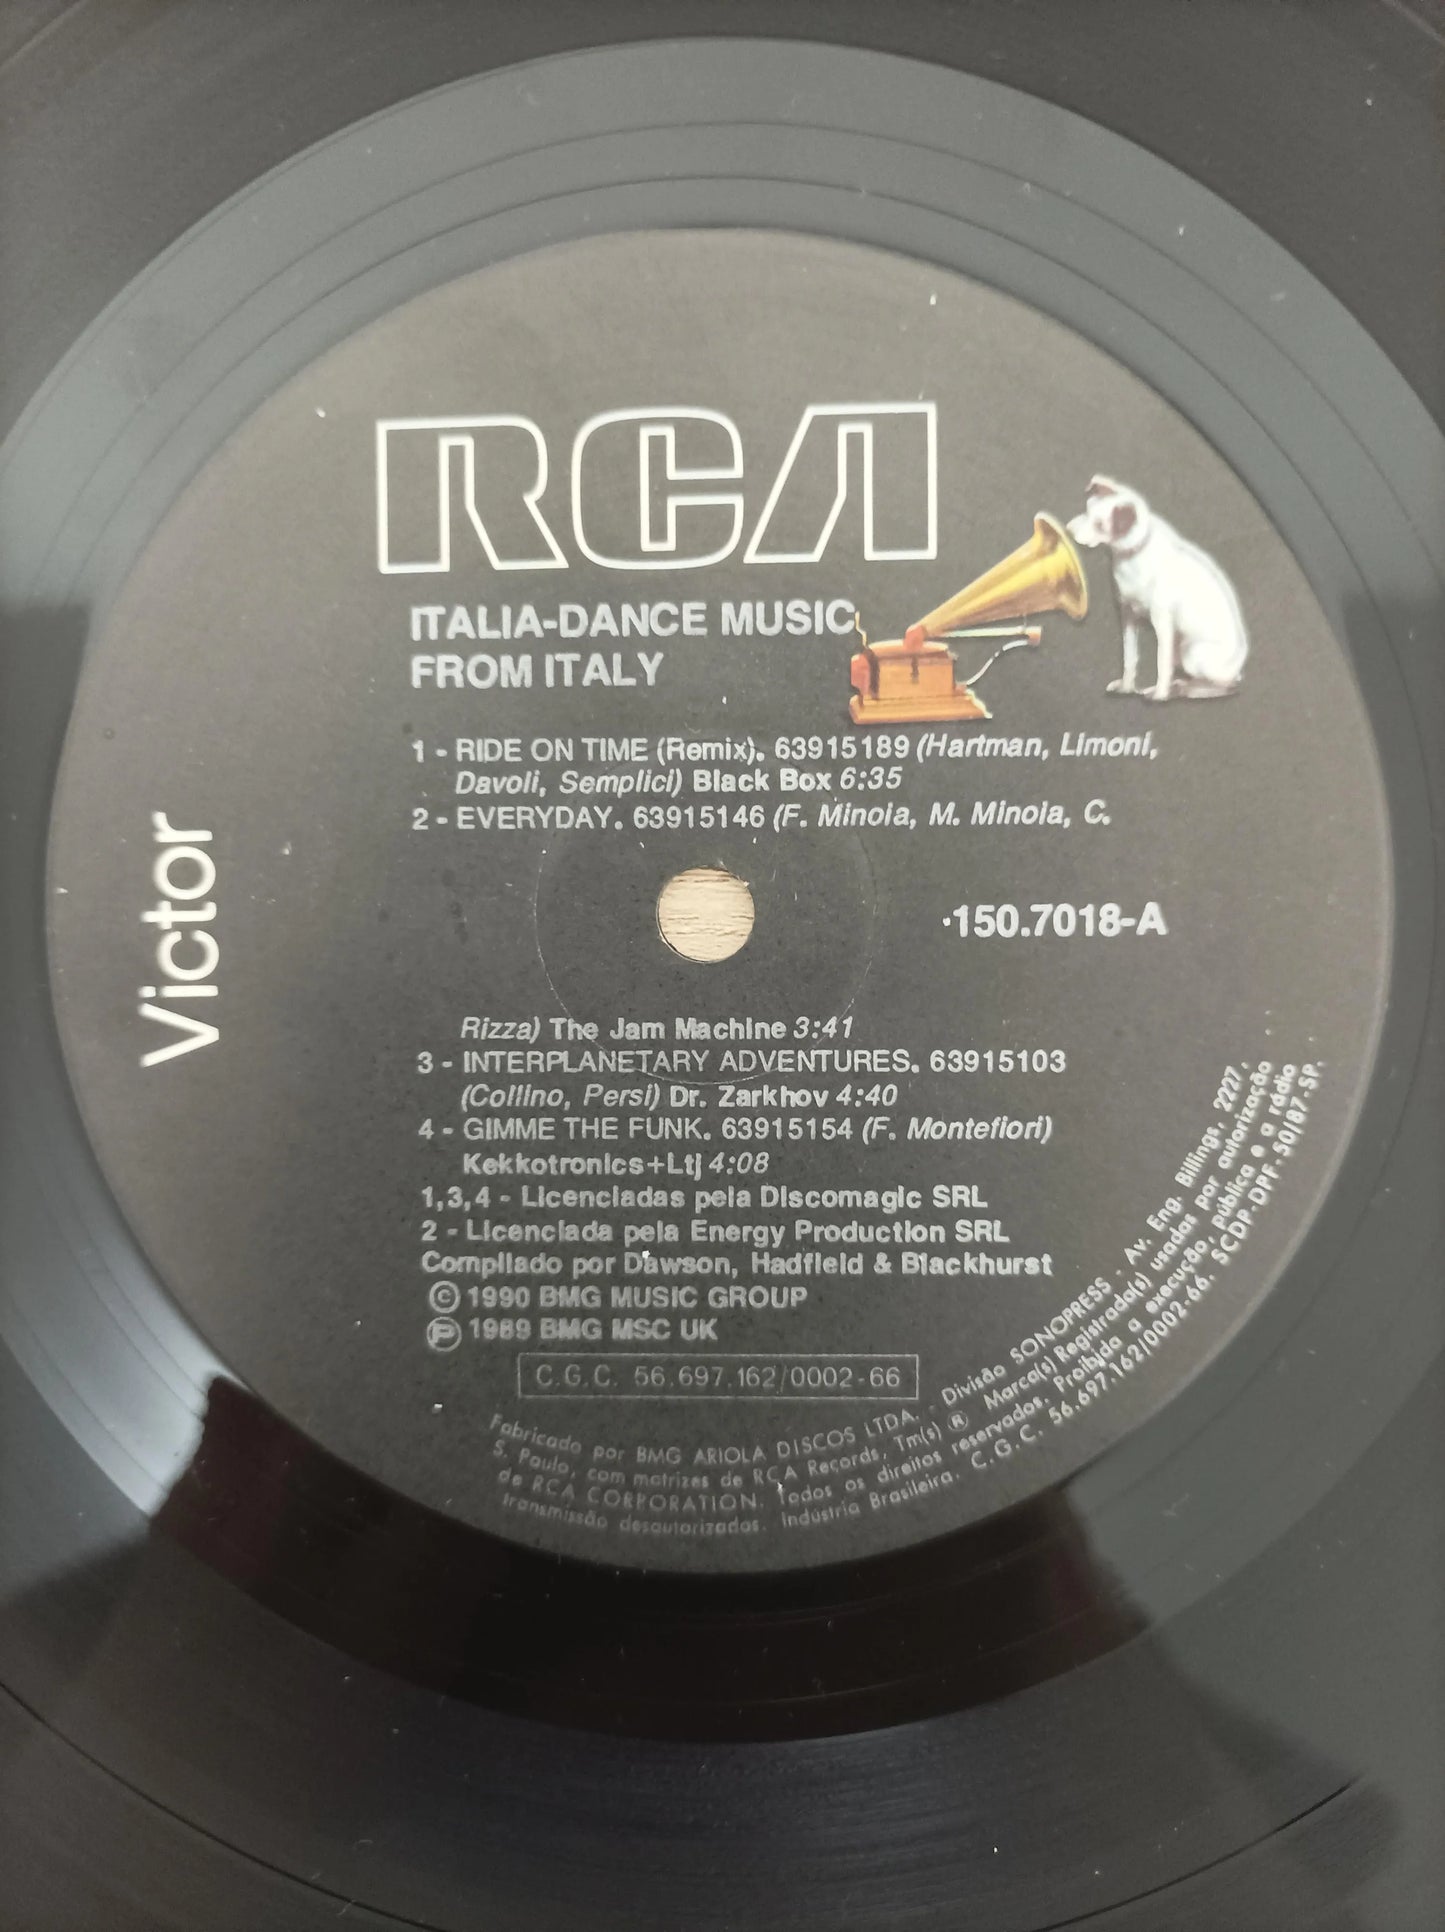 RCA
Victor
ITALIA-DANCE MUSIC
FROM ITALY
1 - RIDE ON TIME (Remix). 63915189 (Hartman, Limoni,
Davoli, Semplici) Black Box 6:35
2 - EVERYDAY. 63915146 (F. Minoia, M. Minoia, C.
·150.7018-A
Rizza) The Jam Machine 3:41
3 - INTERPLANETARY ADVENTURES. 63915103
(Collino, Persi) Dr. Zarkhov 4:40
4 - GIMME THE FUNK. 63915154 (F. Montefiori)
Kekkotronics+Ltj 4:08
1,3,4 - Licenciadas pela Discomagic SRL
2 - Licenciada pela Energy Production SRL
Compilado por Dawson, Hadfield & Blackhurst
© 1990 BMG MUSIC GROUP
℗ 1989 BMG MSC UK
C.G.C. 56.697.162/0002-66
Fabricado por BMG ARIOLA DISCOS LTDA. - Divisão SONOPRESS - Av. Eng. Billings, 2227.
S. Paulo, com matrizes de RCA Records, Tm(s) ® Marca(s) Registrada(s) usadas por autorização
de RCA CORPORATION. Todos os direitos reservados. Proibida a execução, pública e a rádio
transmissão desautorizadas. Indústria Brasileira. C.G.C. 56.697.162/0002-66. SCDP-DPF-50/87-SP.